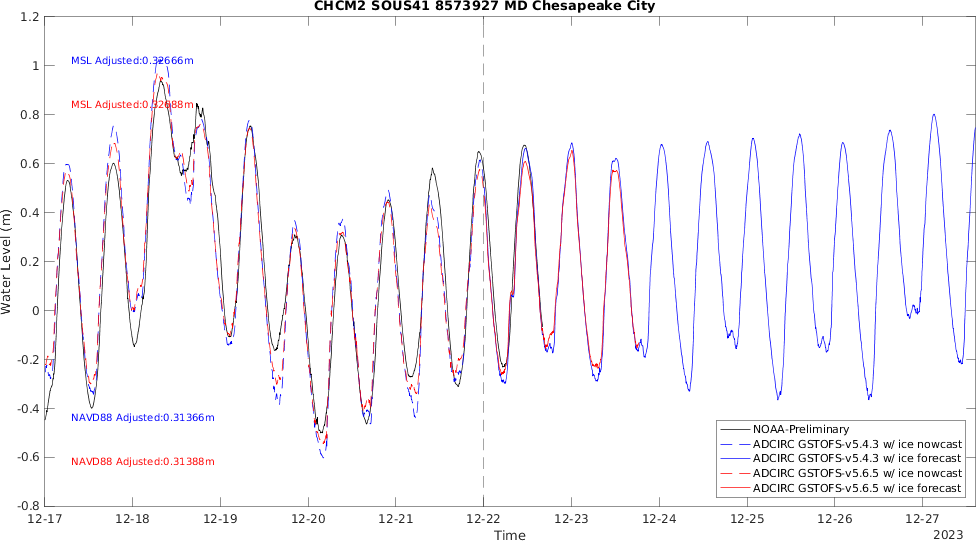 CHCM2 SOUS41 8573927 MD Chesapeake City
1.2
1
0.8
0.6
0.4
0.2
0
-0.2
-0.4
-0.6
-0.8
Water Level (m)
MSL Adjusted:0.32666m
MSL Adjusted:0.32088m
NAVD88 Adjusted:0.31366m
NAVD88 Adjusted:0.31388m
NOAA-Preliminary
ADCIRC GSTOFS-v5.4.3 w/ ice nowcast
ADCIRC GSTOFS-v5.4.3 w/ ice forecast
ADCIRC GSTOFS-v5.6.5 w/ ice nowcast
ADCIRC GSTOFS-v5.6.5 w/ ice forecast
12-17 12-18 12-19 12-20 12-21 12-22 12-23 12-24 12-25 12-26 12-27
Time
2023